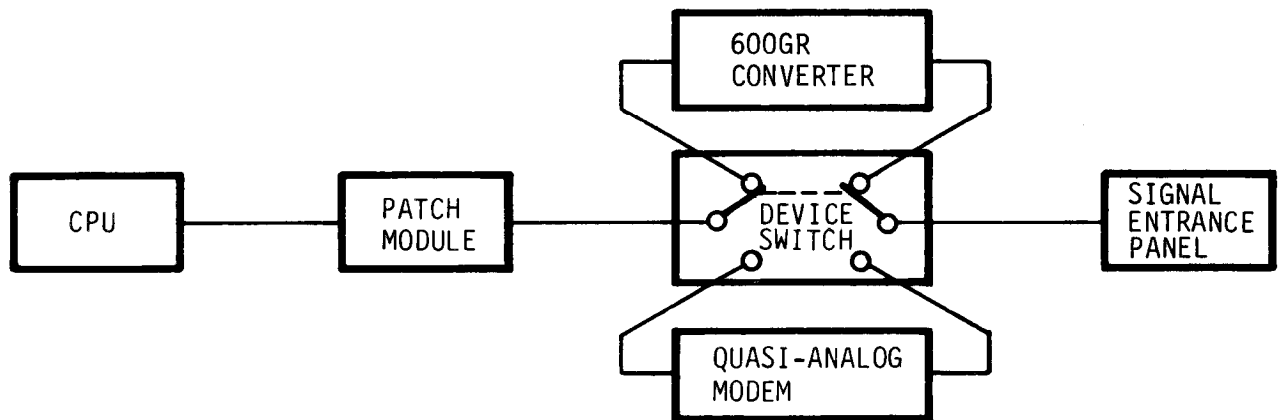 600GR
CONVERTER
CPU
PATCH
MODULE
DEVICE
SWITCH
SIGNAL
ENTRANCE
PANEL
QUASI-ANALOG
MODEM